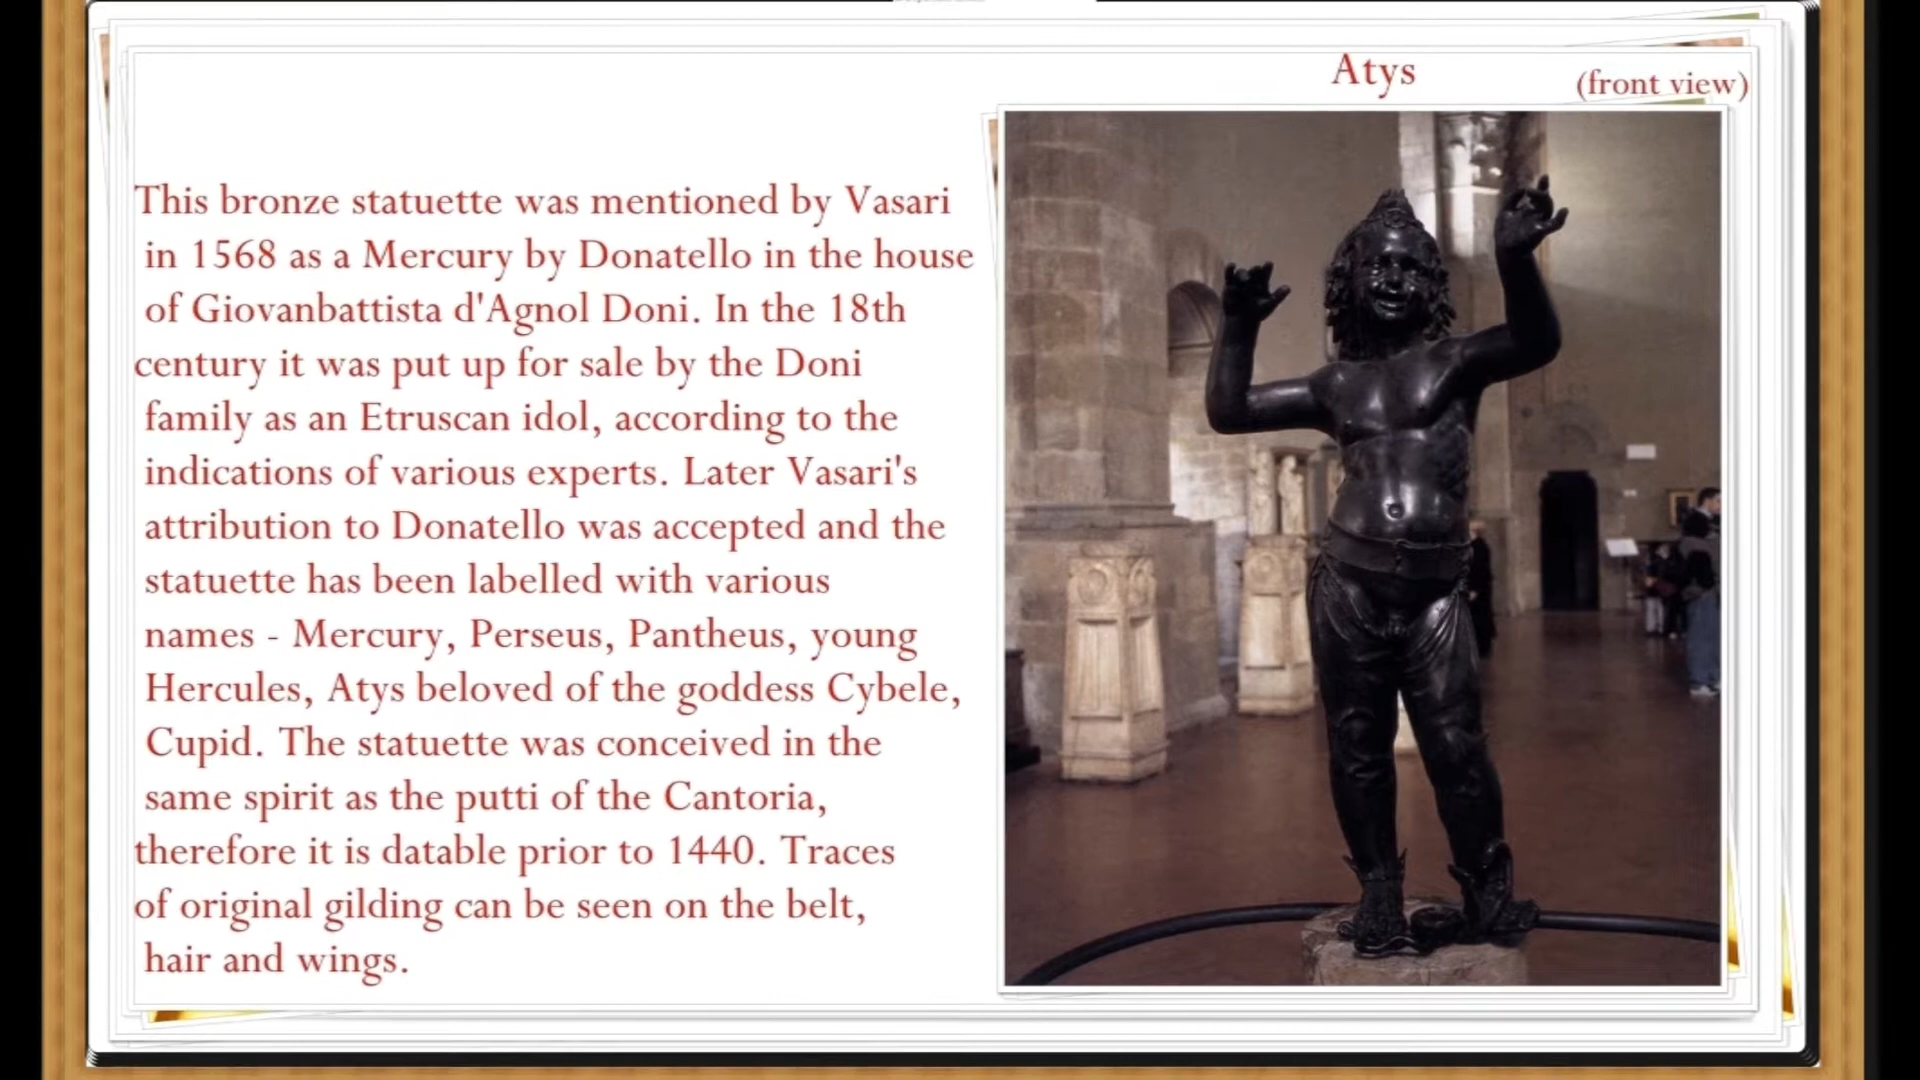 Atys
(front view)
This bronze statuette was mentioned by Vasari
in 1568 as a Mercury by Donatello in the house
of Giovanbattista d'Agnol Doni. In the 18th
century it was put up for sale by the Doni
family as an Etruscan idol, according to the
indications of various experts. Later Vasari's
attribution to Donatello was accepted and the
statuette has been labelled with various
names - Mercury, Perseus, Pantheus, young
Hercules, Atys beloved of the goddess Cybele,
Cupid. The statuette was conceived in the
same spirit as the putti of the Cantoria,
therefore it is datable prior to 1440. Traces
of original gilding can be seen on the belt,
hair and wings.